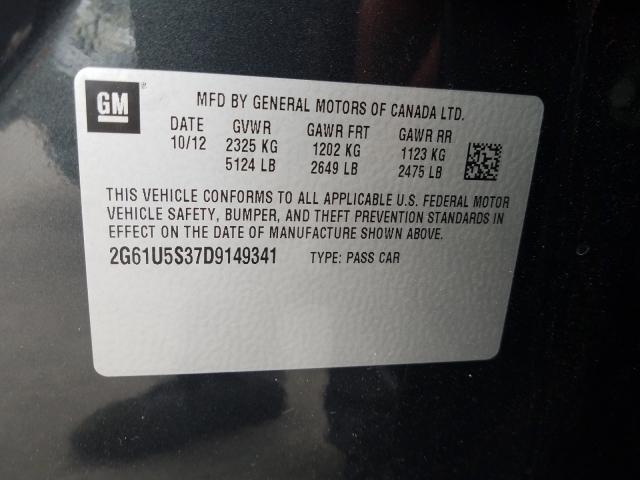 GM
MFD BY GENERAL MOTORS OF CANADA LTD.
DATE GVWR GAWR FRT GAWR RR
10/12 2325 KG 1202 KG 1123 KG
5124 LB 2649 LB 2475 LB
THIS VEHICLE CONFORMS TO ALL APPLICABLE U.S. FEDERAL MOTOR
VEHICLE SAFETY, BUMPER, AND THEFT PREVENTION STANDARDS IN
EFFECT ON THE DATE OF MANUFACTURE SHOWN ABOVE.
2G61U5S37D9149341 TYPE: PASS CAR